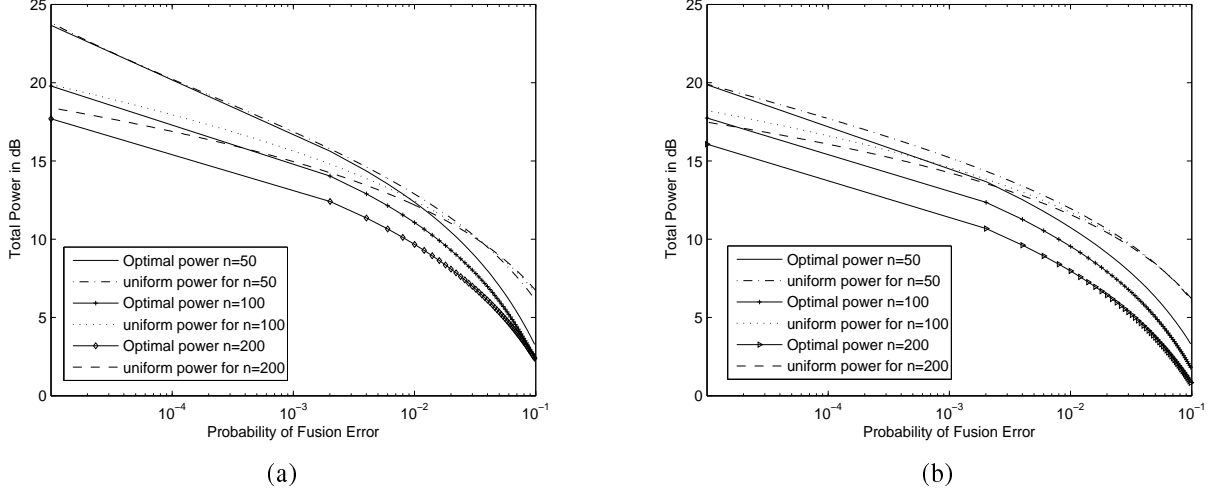 25
20
15
10
5
0
Total Power in dB
Optimal power n=50
uniform power for n=50
Optimal power n=100
uniform power for n=100
Optimal power n=200
uniform power for n=200
10^-4
10^-3
10^-2
10^-1
Probability of Fusion Error
(a)
25
20
15
10
5
0
Total Power in dB
Optimal power n=50
uniform power for n=50
Optimal power n=100
uniform power for n=100
Optimal power n=200
uniform power for n=200
10^-4
10^-3
10^-2
10^-1
Probability of Fusion Error
(b)